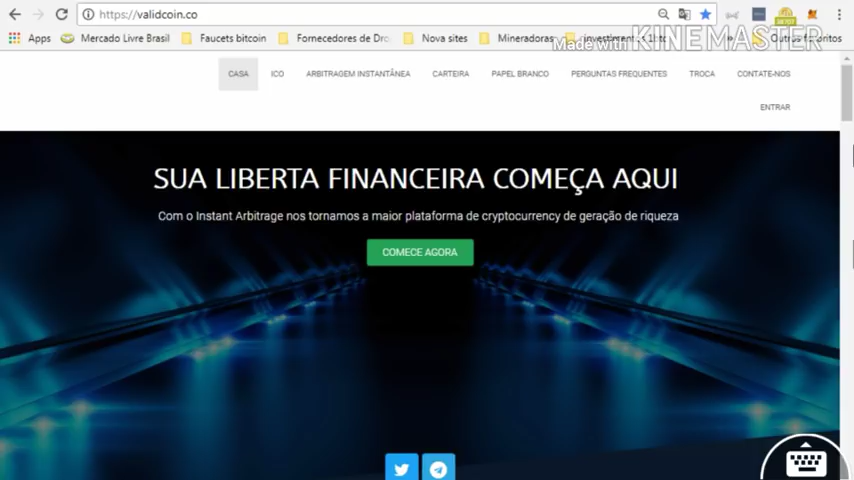 https://validcoin.co
Apps Mercado Livre Brasil Faucets bitcoin Fornecedores de Dro Nova sites Mineradoras Outros favoritos
Made with KINEMASTER
CASA ICO ARBITRAGEM INSTANTÂNEA CARTEIRA PAPEL BRANCO PERGUNTAS FREQUENTES TROCA CONTATE-NOS
ENTRAR
SUA LIBERTA FINANCEIRA COMEÇA AQUI
Com o Instant Arbitrage nos tornamos a maior plataforma de cryptocurrency de geração de riqueza
COMECE AGORA